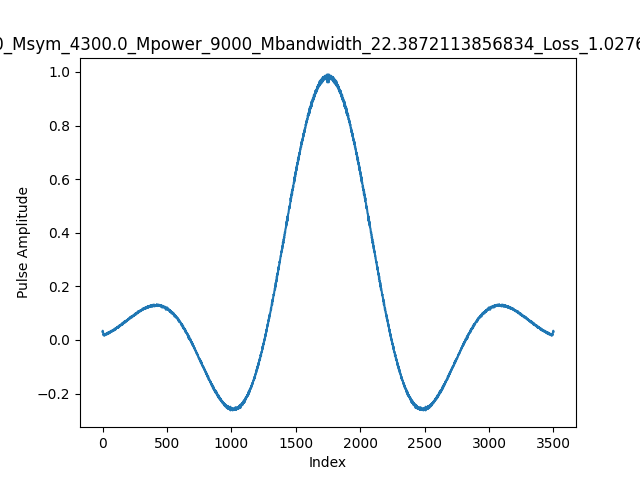 0_Msym_4300.0_Mpower_9000_Mbandwidth_22.3872113856834_Loss_1.0276
1.0
0.8
0.6
0.4
0.2
0.0
−0.2
Pulse Amplitude
0 500 1000 1500 2000 2500 3000 3500
Index